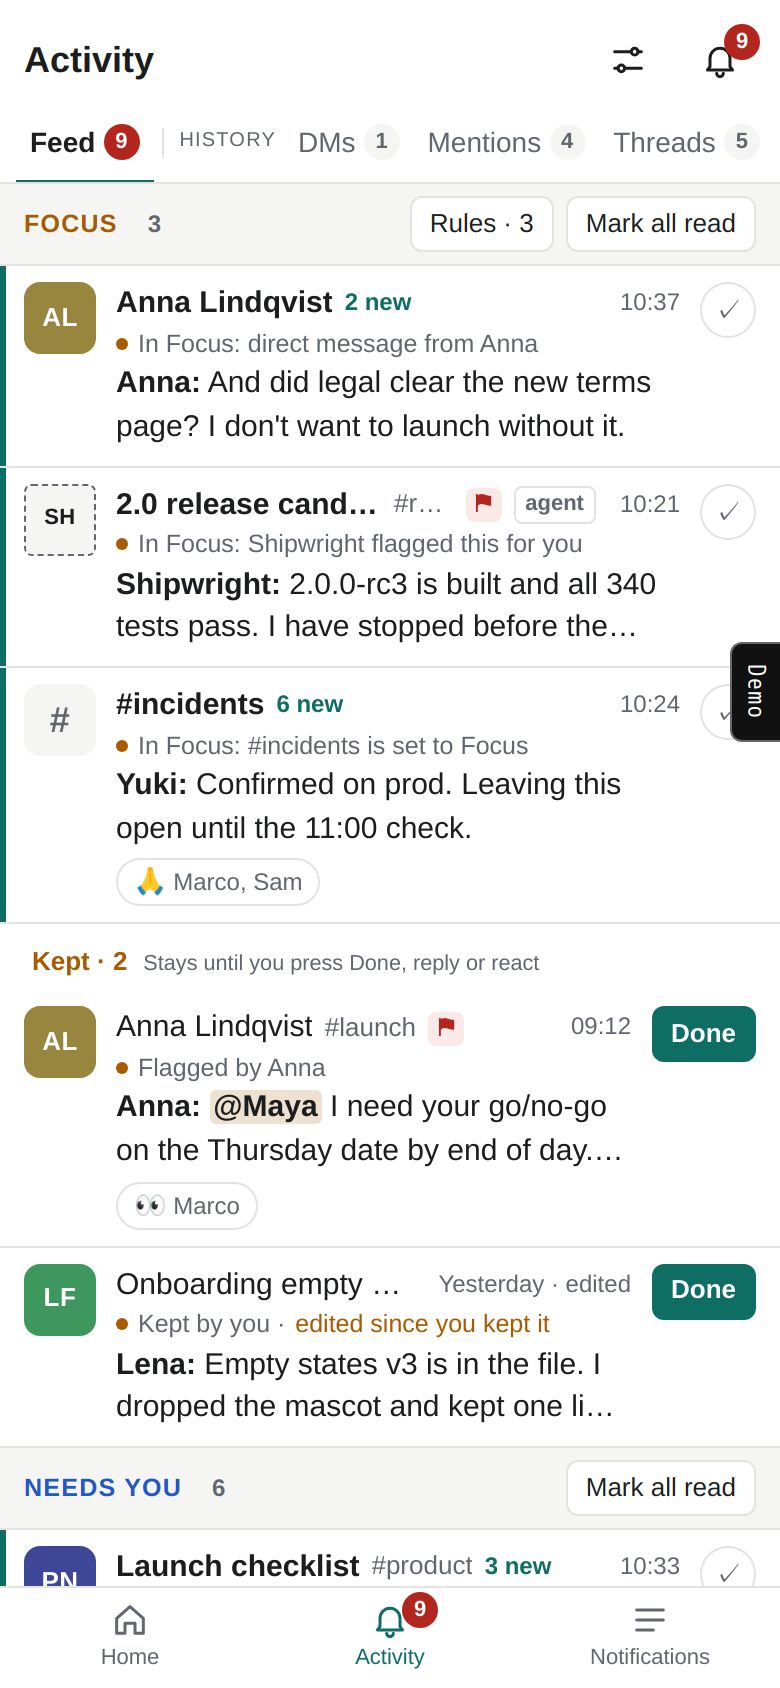 Activity
9
Feed 9 HISTORY DMs 1 Mentions 4 Threads 5
FOCUS 3 Rules · 3 Mark all read
AL Anna Lindqvist 2 new 10:37 ✓
In Focus: direct message from Anna
Anna: And did legal clear the new terms
page? I don't want to launch without it.
SH 2.0 release cand… #r… agent 10:21 ✓
In Focus: Shipwright flagged this for you
Shipwright: 2.0.0-rc3 is built and all 340
tests pass. I have stopped before the…
Demo
# #incidents 6 new 10:24 ✓
In Focus: #incidents is set to Focus
Yuki: Confirmed on prod. Leaving this
open until the 11:00 check.
🙏 Marco, Sam
Kept · 2 Stays until you press Done, reply or react
AL Anna Lindqvist #launch 09:12 Done
Flagged by Anna
Anna: @Maya I need your go/no-go
on the Thursday date by end of day.…
👀 Marco
LF Onboarding empty … Yesterday · edited Done
Kept by you · edited since you kept it
Lena: Empty states v3 is in the file. I
dropped the mascot and kept one li…
NEEDS YOU 6 Mark all read
PN Launch checklist #product 3 new 10:33 ✓
9
Home Activity Notifications